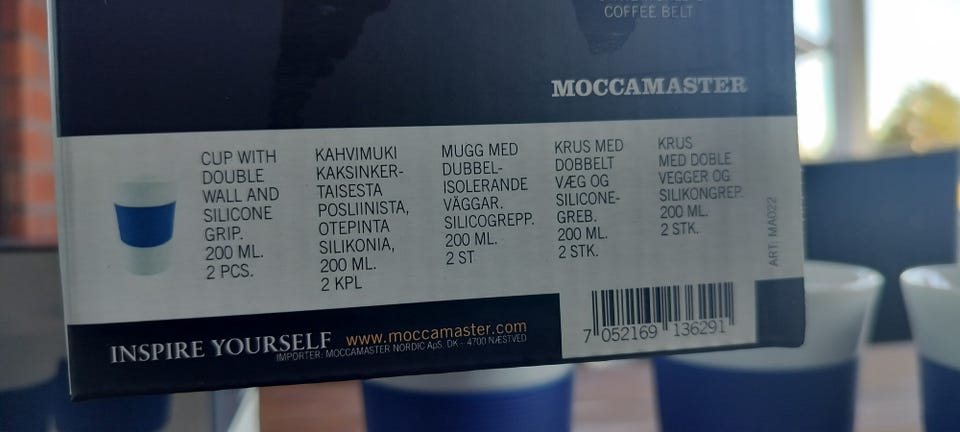 COFFEE BELT
MOCCAMASTER
CUP WITH
DOUBLE
WALL AND
SILICONE
GRIP.
200 ML.
2 PCS.
KAHVIMUKI
KAKSINKER-
TAISESTA
POSLIINISTA,
OTEPINTA
SILIKONIA,
200 ML.
2 KPL
MUGG MED
DUBBEL-
ISOLERANDE
VÄGGAR.
SILICOGREPP.
200 ML.
2 ST
KRUS MED
DOBBELT
VÆG OG
SILICONE-
GREB.
200 ML.
2 STK.
KRUS
MED DOBLE
VEGGER OG
SILIKONGREP.
200 ML.
2 STK.
ART: MA022
INSPIRE YOURSELF www.moccamaster.com
IMPORTER: MOCCAMASTER NORDIC ApS. DK – 4700 NÆSTVED
7 052169 136291